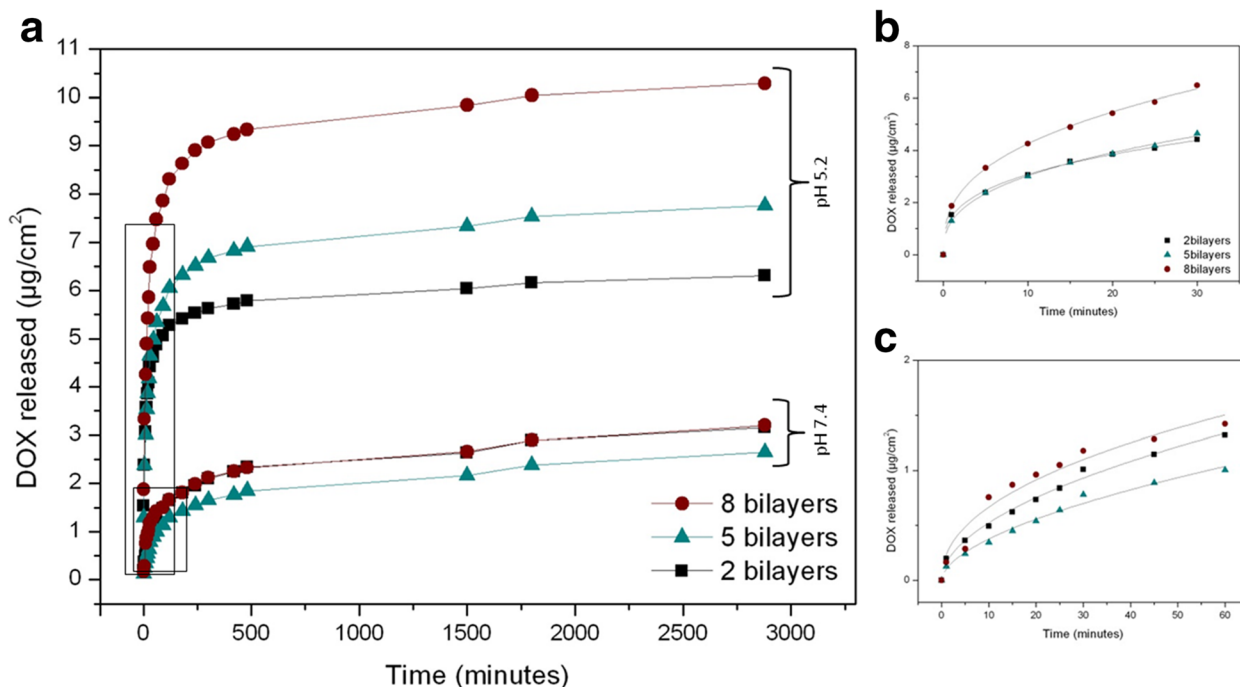 a
11
10
9
8
7
6
5
4
3
2
1
0
DOX released (µg/cm²)
0
500
1000
1500
2000
2500
3000
Time (minutes)
pH 5.2
pH 7.4
8 bilayers
5 bilayers
2 bilayers
b
8
6
4
2
0
DOX released (µg/cm²)
0
10
20
30
Time (minutes)
2bilayers
5bilayers
8bilayers
c
2
1
0
DOX released (µg/cm²)
0
10
20
30
40
50
60
Time (minutes)